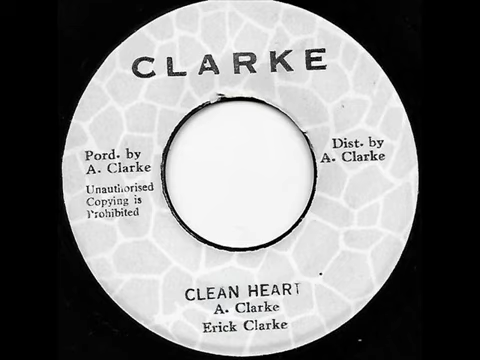 CLARKE
Pord. by
A. Clarke
Unauthorised
Copying is
Prohibited
Dist. by
A. Clarke
CLEAN HEART
A. Clarke
Erick Clarke